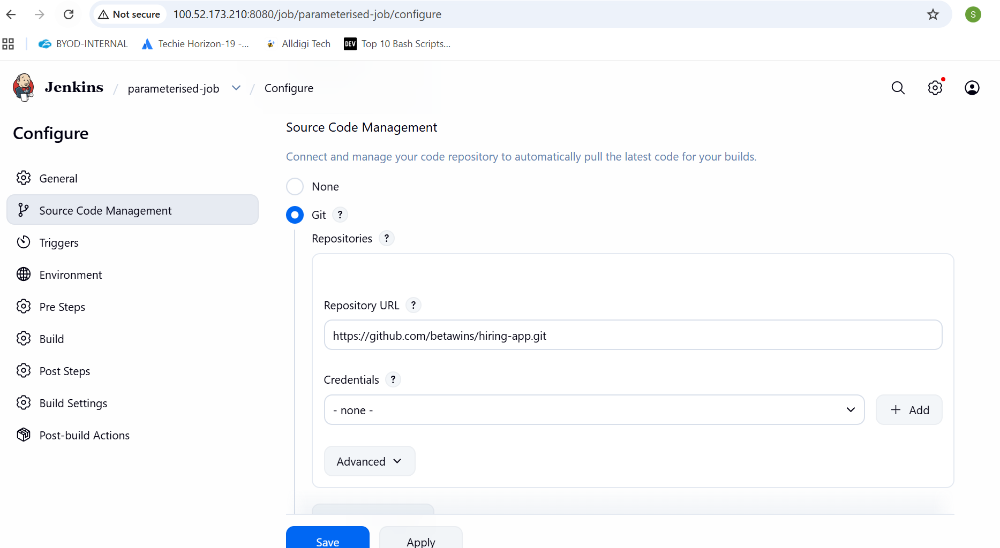 Not secure 100.52.173.210:8080/job/parameterised-job/configure
S
BYOD-INTERNAL Techie Horizon-19 -... Alldigi Tech DEV Top 10 Bash Scripts...
Jenkins / parameterised-job / Configure
Configure
General
Source Code Management
Triggers
Environment
Pre Steps
Build
Post Steps
Build Settings
Post-build Actions
Source Code Management
Connect and manage your code repository to automatically pull the latest code for your builds.
None
Git ?
Repositories ?
Repository URL ?
https://github.com/betawins/hiring-app.git
Credentials ?
- none -
+ Add
Advanced
Save Apply